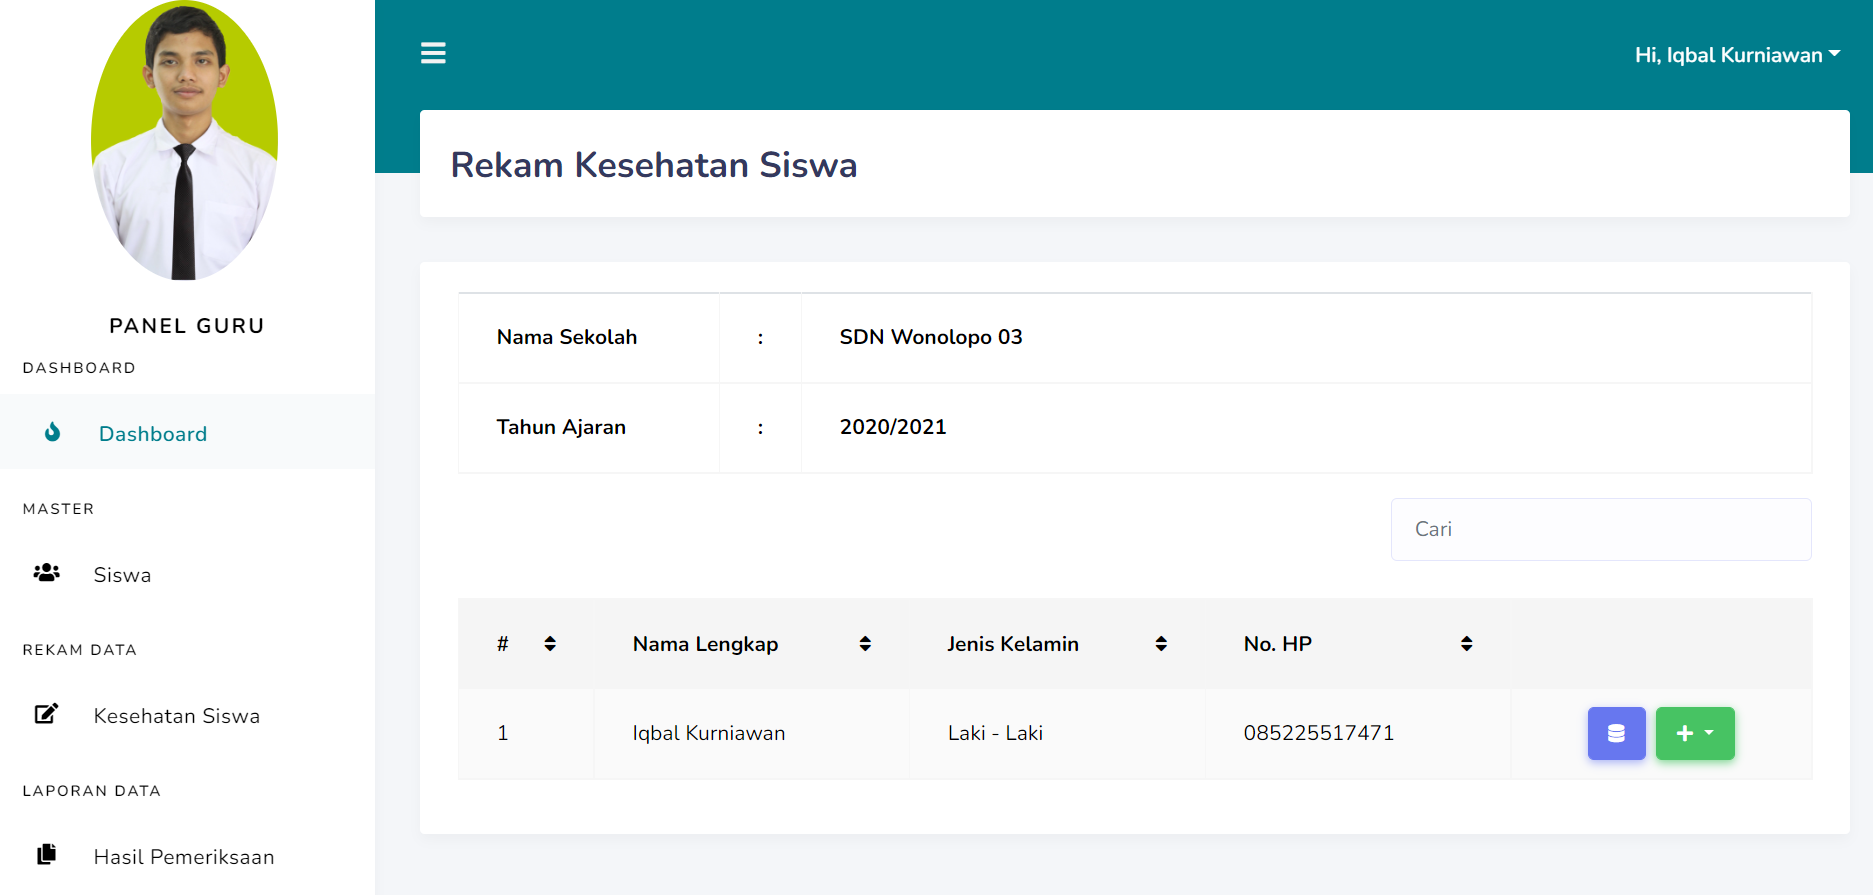 PANEL GURU
DASHBOARD
Dashboard
MASTER
Siswa
REKAM DATA
Kesehatan Siswa
LAPORAN DATA
Hasil Pemeriksaan
Hi, Iqbal Kurniawan
Rekam Kesehatan Siswa
Nama Sekolah : SDN Wonolopo 03
Tahun Ajaran : 2020/2021
Cari
# Nama Lengkap Jenis Kelamin No. HP
1 Iqbal Kurniawan Laki - Laki 085225517471